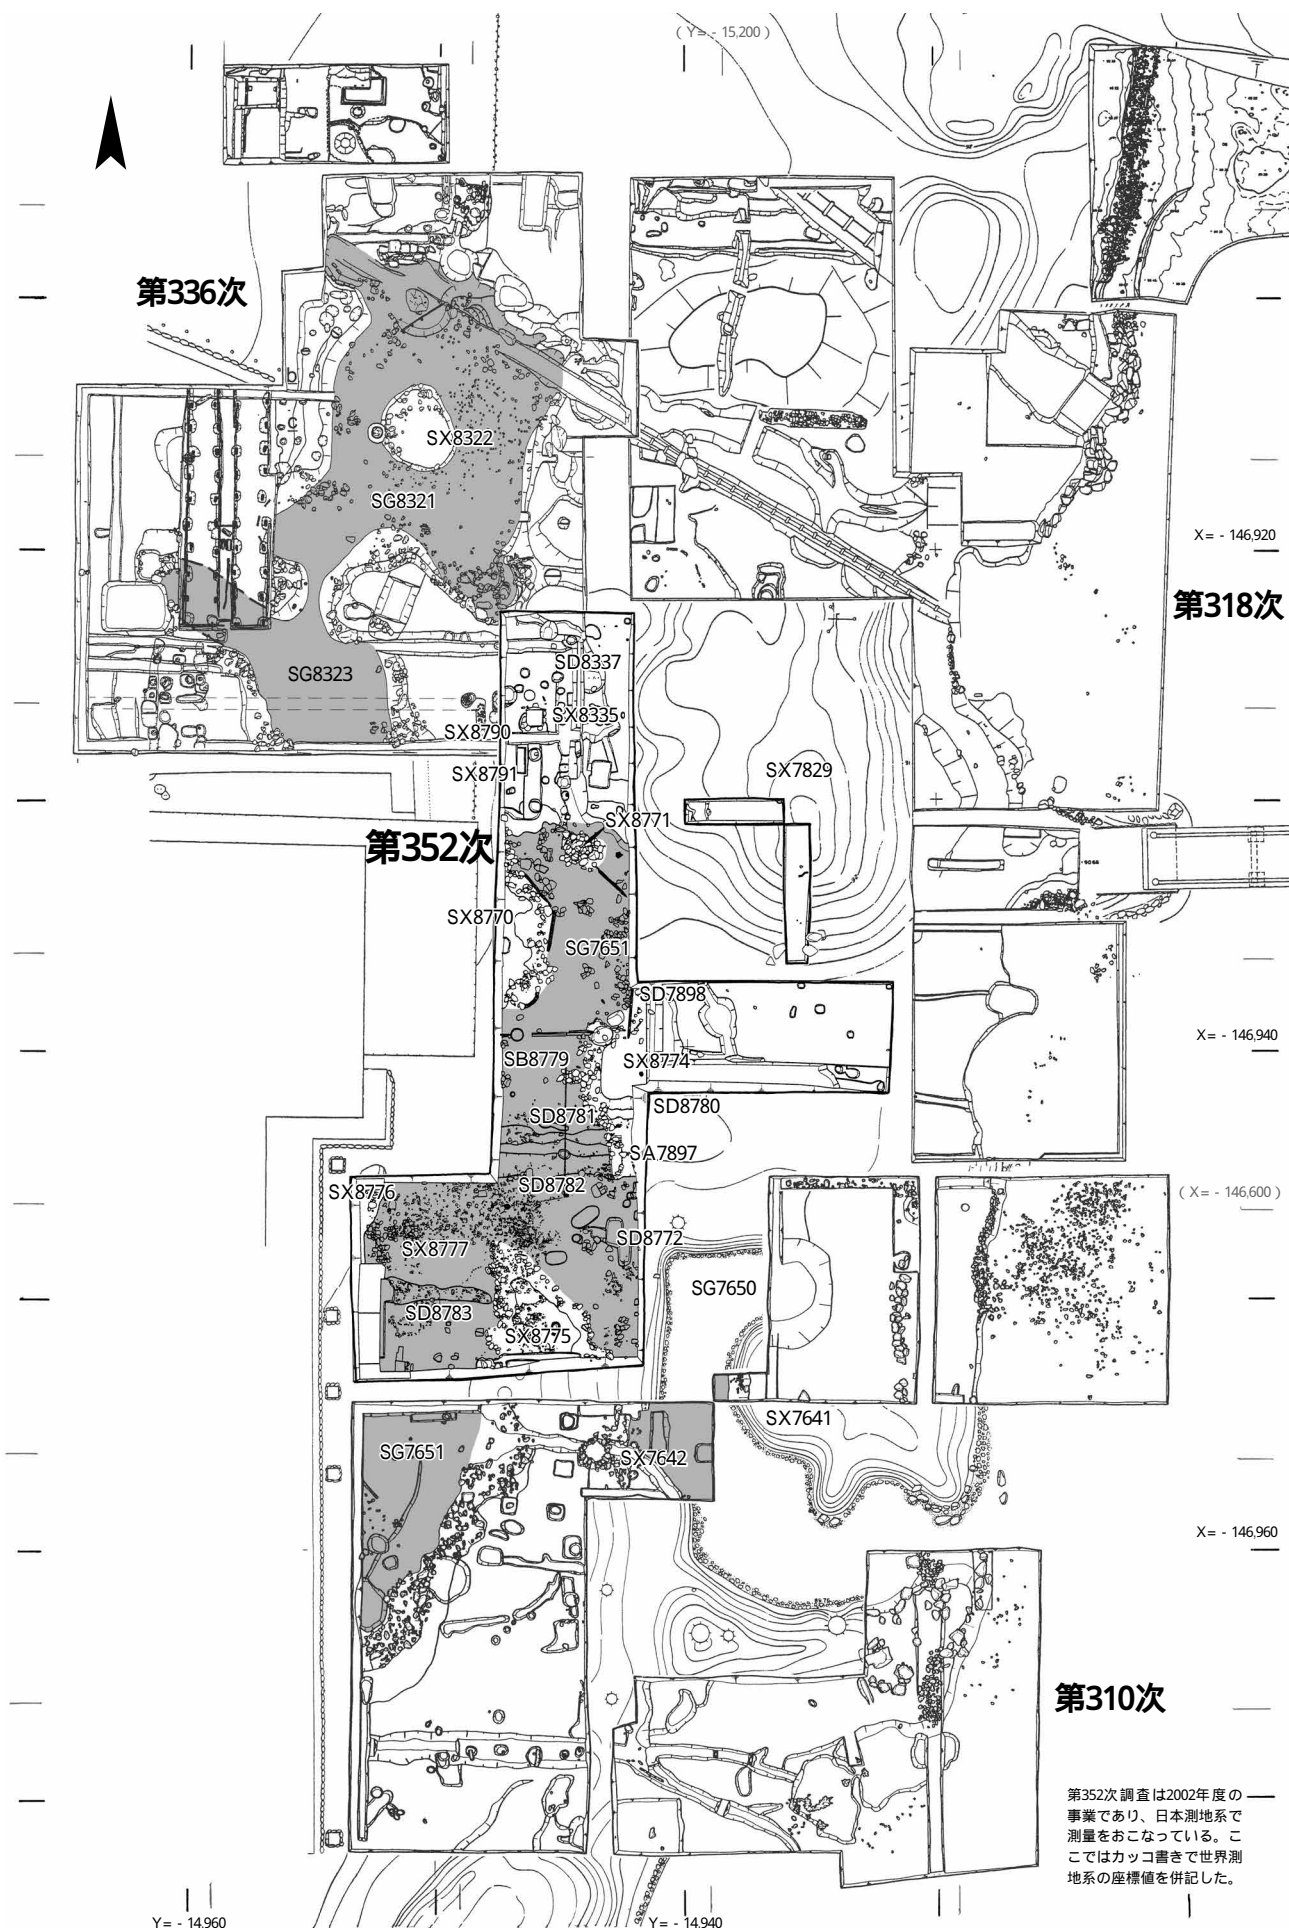 ( Y= - 15,200 )
第336次
SX8322
SG8321
X= - 146,920
第318次
SD8337
SG8323
SX8335
SX8790
SX8791
SX7829
SX8771
第352次
SX8770
SG7651
SD7898
X= - 146,940
SB8779
SX8774
SD8780
SD8781
SA7897
SX8776
SD8782
( X= - 146,600 )
SD8772
SX8777
SG7650
SD8783
SX8775
SX7641
SG7651
SX7642
X= - 146,960
第310次
第352次調査は2002年度の
事業であり、日本測地系で
測量をおこなっている。こ
こではカッコ書きで世界測
地系の座標値を併記した。
Y= - 14,960
Y= - 14,940